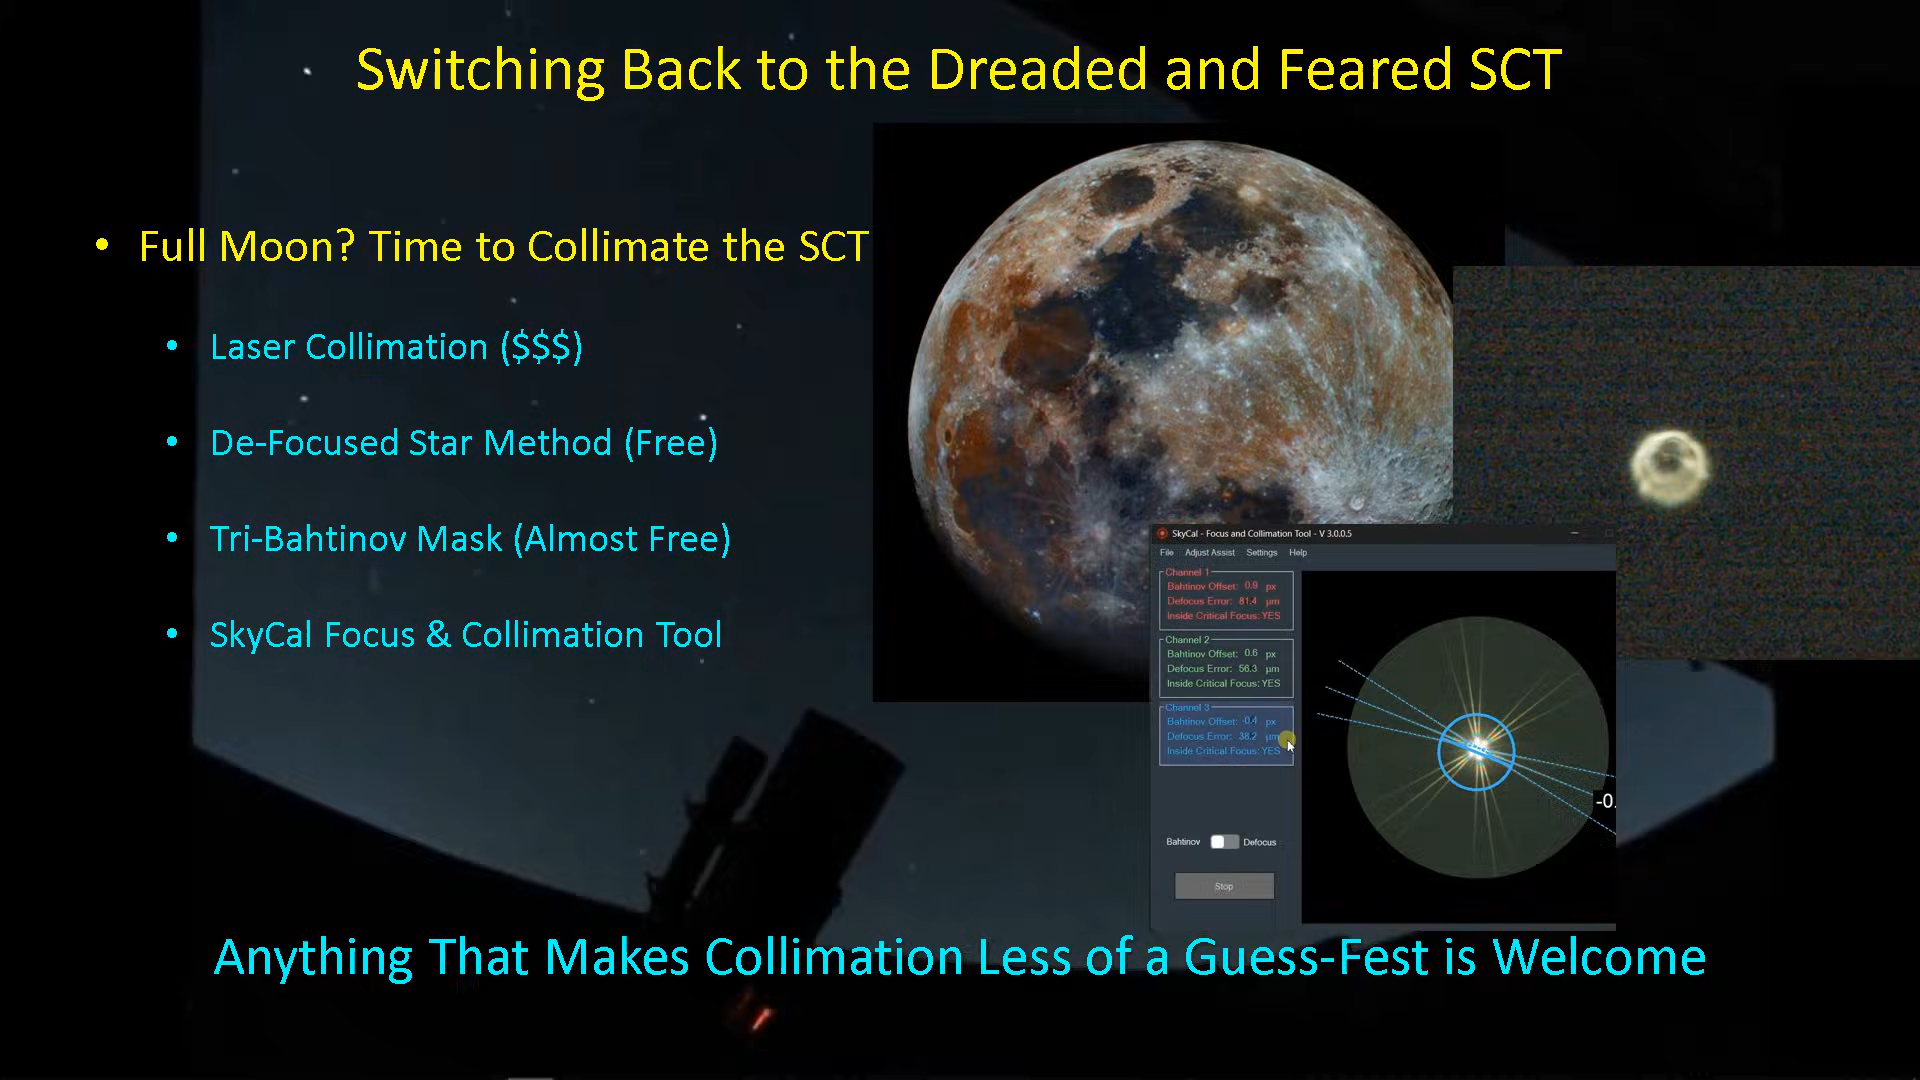 Switching Back to the Dreaded and Feared SCT
• Full Moon? Time to Collimate the SCT
• Laser Collimation ($$$)
• De-Focused Star Method (Free)
• Tri-Bahtinov Mask (Almost Free)
• SkyCal Focus & Collimation Tool
SkyCal - Focus and Collimation Tool - V 3.0.0.5
File Adjust Assist Settings Help
Channel 1
Bahtinov Offset: 0.9 px
Defocus Error: 81.4 µm
Inside Critical Focus: YES
Channel 2
Bahtinov Offset: 0.6 px
Defocus Error: 56.3 µm
Inside Critical Focus: YES
Channel 3
Bahtinov Offset: -0.4 px
Defocus Error: 38.2 µm
Inside Critical Focus: YES
-0.
Bahtinov Defocus
Stop
Anything That Makes Collimation Less of a Guess-Fest is Welcome